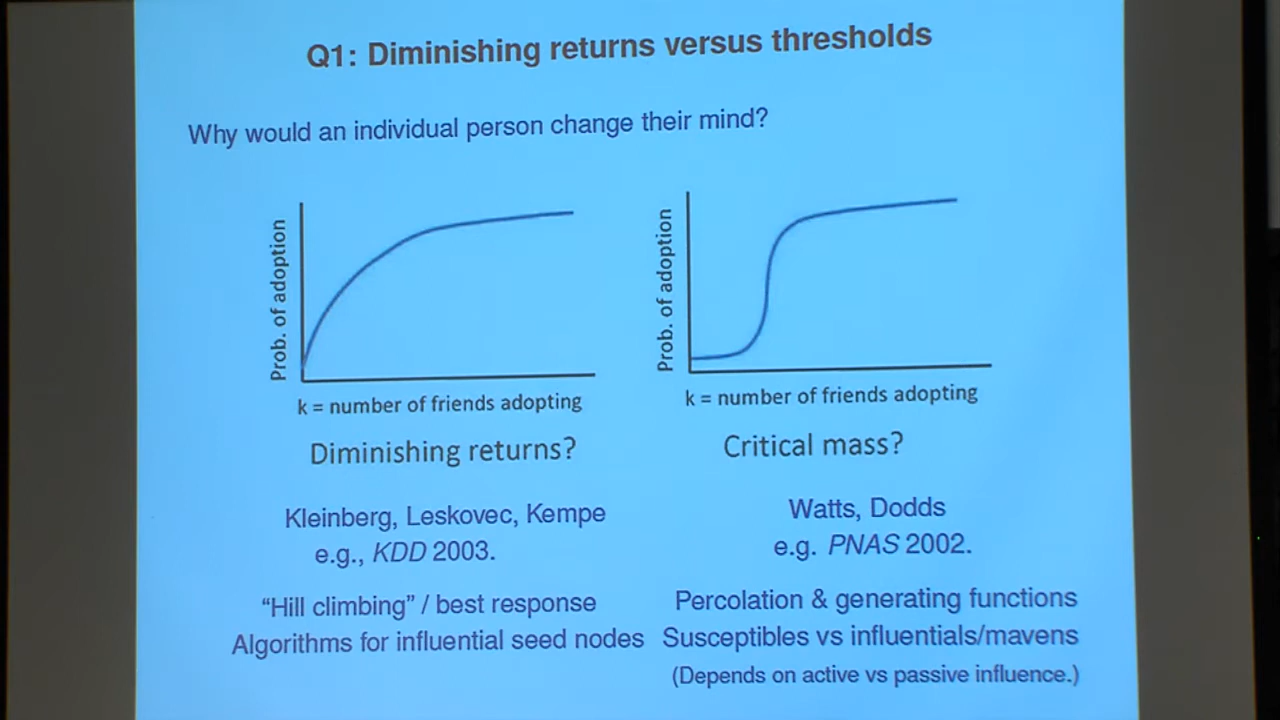 Q1: Diminishing returns versus thresholds
Why would an individual person change their mind?
Prob. of adoption
k = number of friends adopting
Diminishing returns?
Kleinberg, Leskovec, Kempe
e.g., KDD 2003.
“Hill climbing” / best response
Algorithms for influential seed nodes
Prob. of adoption
k = number of friends adopting
Critical mass?
Watts, Dodds
e.g. PNAS 2002.
Percolation & generating functions
Susceptibles vs influentials/mavens
(Depends on active vs passive influence.)